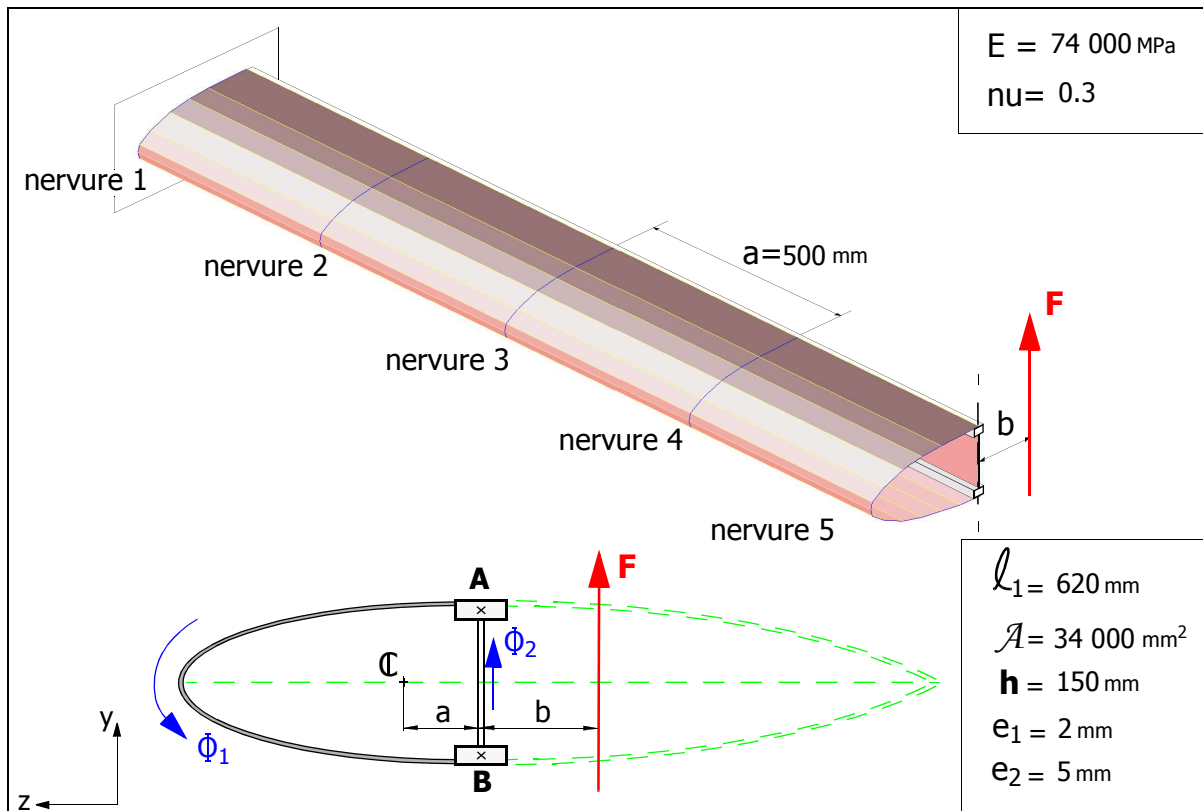 E = 74 000 MPa
nu= 0.3
nervure 1
nervure 2
nervure 3
nervure 4
nervure 5
a=500 mm
F
b
A
F
Φ2
ℂ
a
b
Φ1
B
y
z
ℓ1= 620 mm
𝒜= 34 000 mm²
h = 150 mm
e1 = 2 mm
e2 = 5 mm